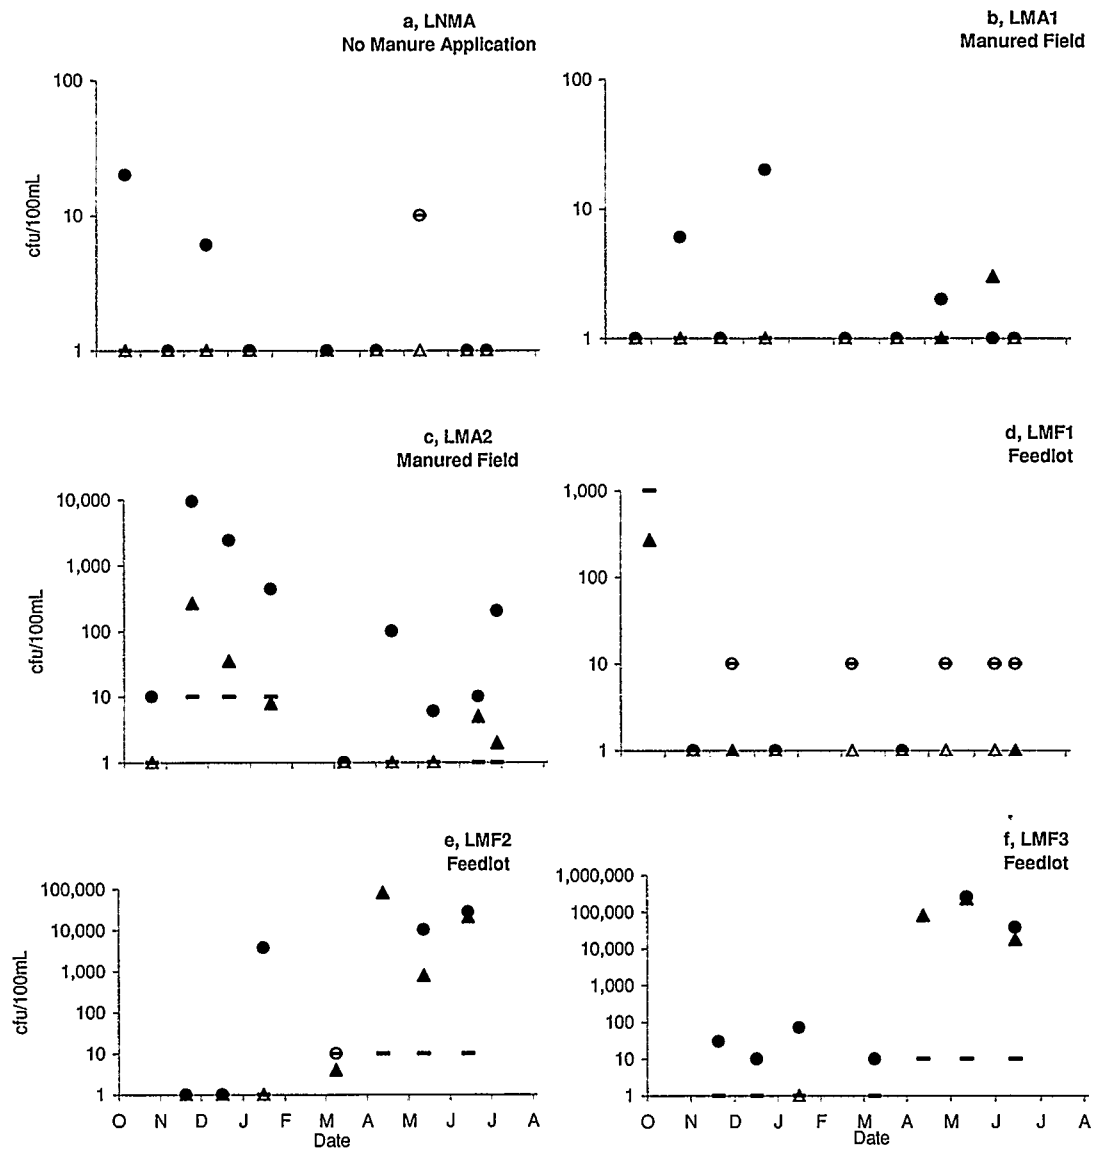 a, LNMA
No Manure Application
100
10
1
cfu/100mL
b, LMA1
Manured Field
100
10
1
c, LMA2
Manured Field
10,000
1,000
100
10
1
cfu/100mL
d, LMF1
Feedlot
1,000
100
10
1
e, LMF2
Feedlot
100,000
10,000
1,000
100
10
1
cfu/100mL
O N D J F M A M J J A
Date
f, LMF3
Feedlot
1,000,000
100,000
10,000
1,000
100
10
1
O N D J F M A M J J A
Date